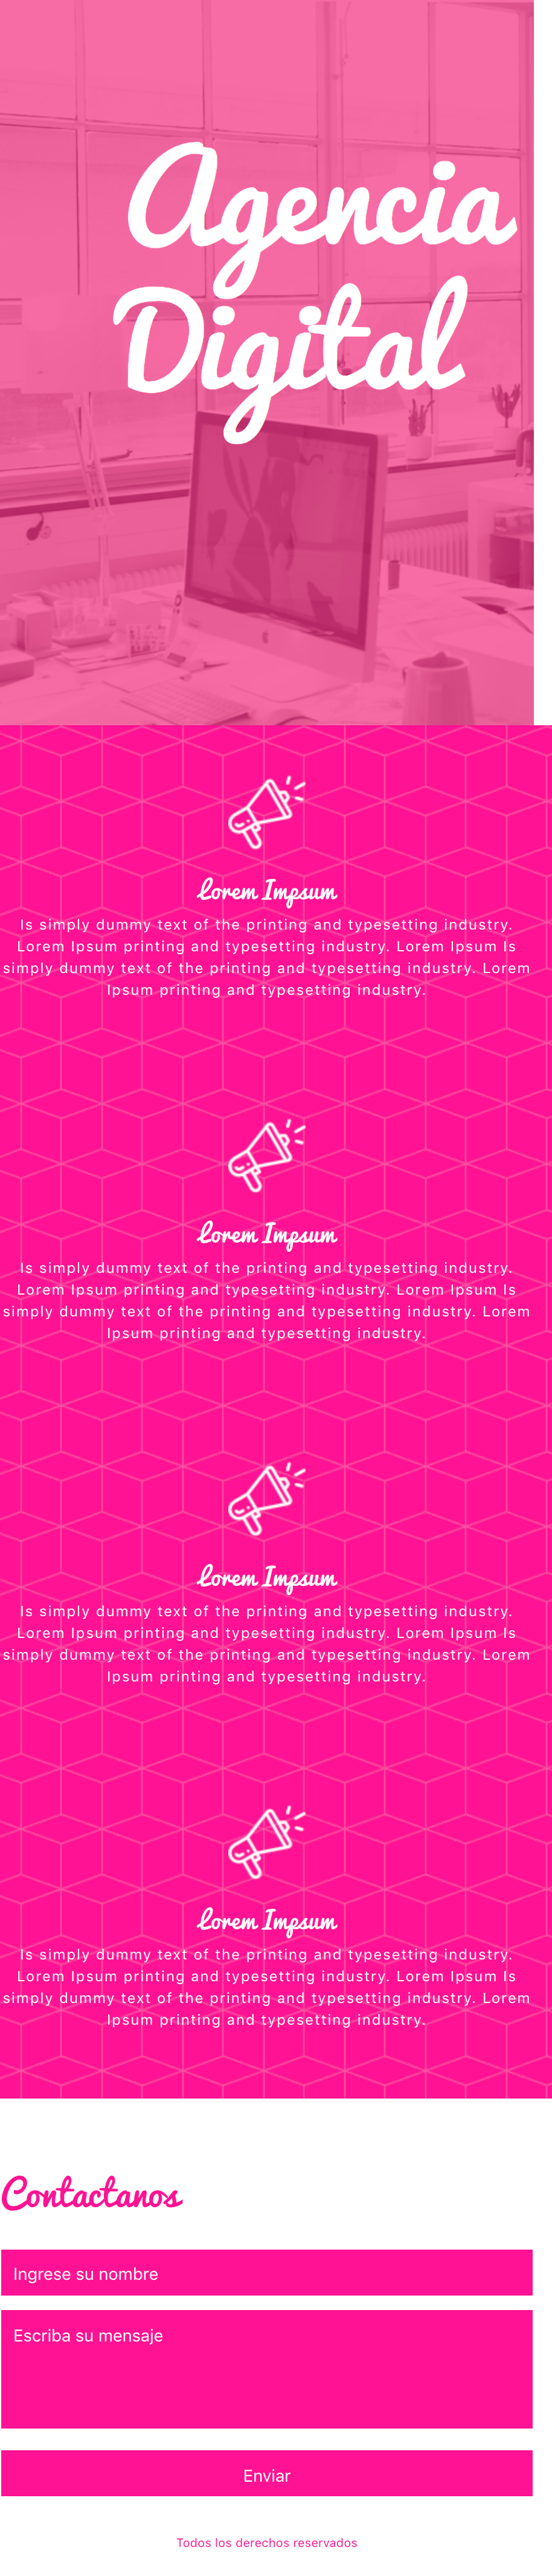 Agencia
Digital
Lorem Impsum
Is simply dummy text of the printing and typesetting industry.
Lorem Ipsum printing and typesetting industry. Lorem Ipsum Is
simply dummy text of the printing and typesetting industry. Lorem
Ipsum printing and typesetting industry.
Lorem Impsum
Is simply dummy text of the printing and typesetting industry.
Lorem Ipsum printing and typesetting industry. Lorem Ipsum Is
simply dummy text of the printing and typesetting industry. Lorem
Ipsum printing and typesetting industry.
Lorem Impsum
Is simply dummy text of the printing and typesetting industry.
Lorem Ipsum printing and typesetting industry. Lorem Ipsum Is
simply dummy text of the printing and typesetting industry. Lorem
Ipsum printing and typesetting industry.
Lorem Impsum
Is simply dummy text of the printing and typesetting industry.
Lorem Ipsum printing and typesetting industry. Lorem Ipsum Is
simply dummy text of the printing and typesetting industry. Lorem
Ipsum printing and typesetting industry.
Contactanos
Ingrese su nombre
Escriba su mensaje
Enviar
Todos los derechos reservados